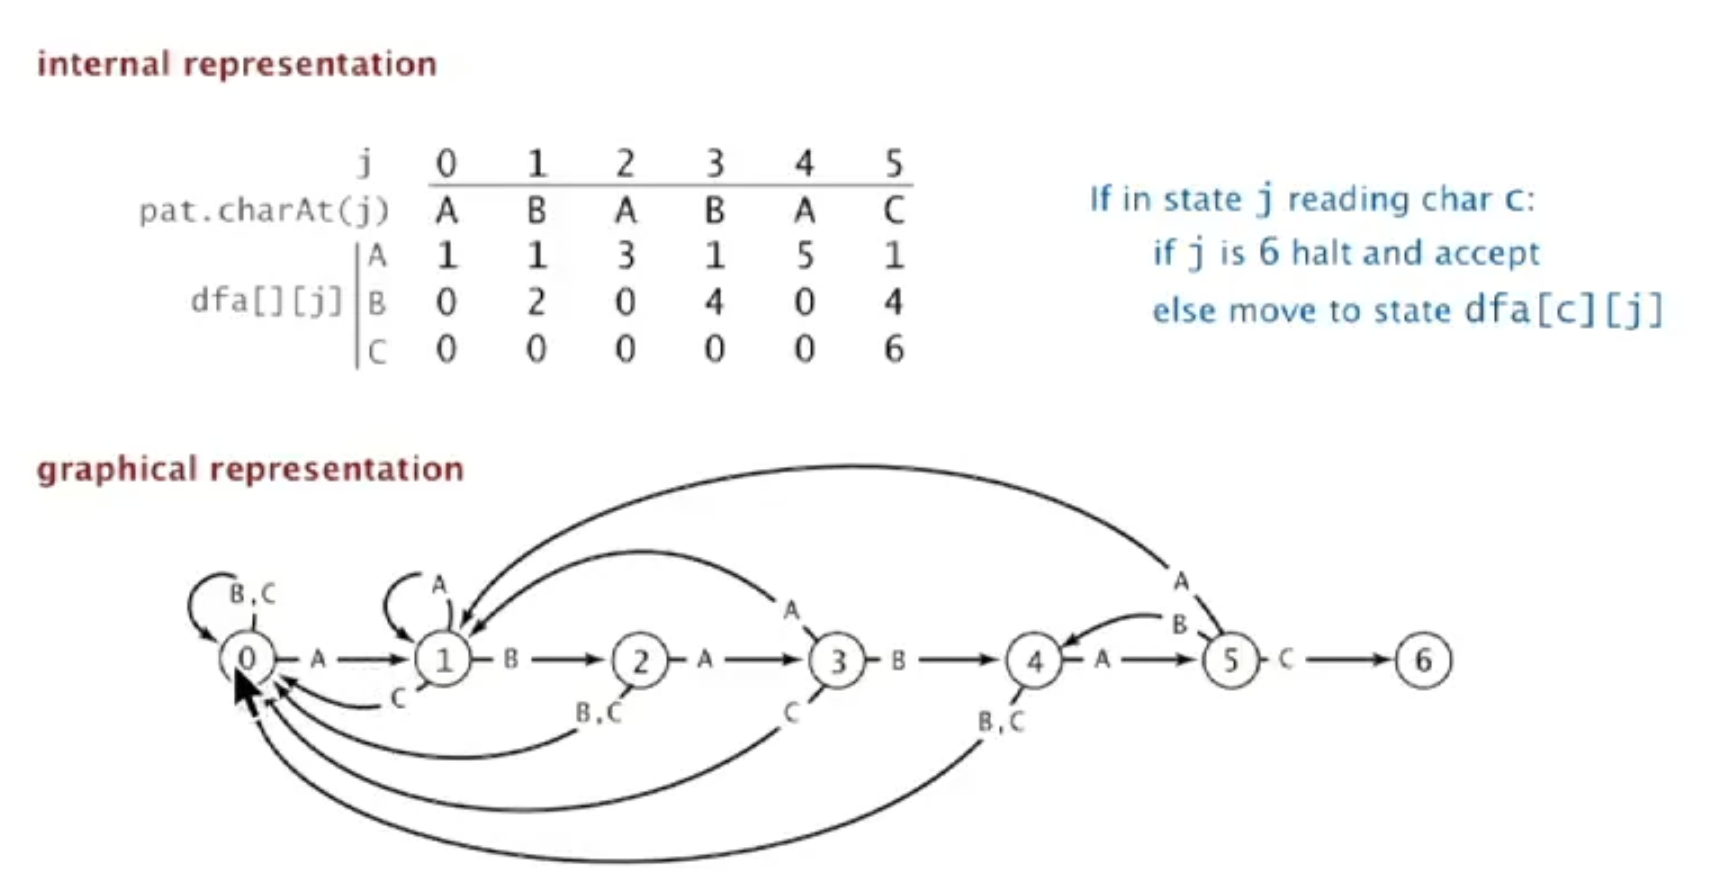 internal representation
j 0 1 2 3 4 5
pat.charAt(j) A B A B A C
A 1 1 3 1 5 1
dfa[][j] B 0 2 0 4 0 4
C 0 0 0 0 0 6
If in state j reading char c:
if j is 6 halt and accept
else move to state dfa[c][j]
graphical representation
A
B,C A A B
0 A 1 B 2 A 3 B 4 A 5 C 6
C B,C C B,C